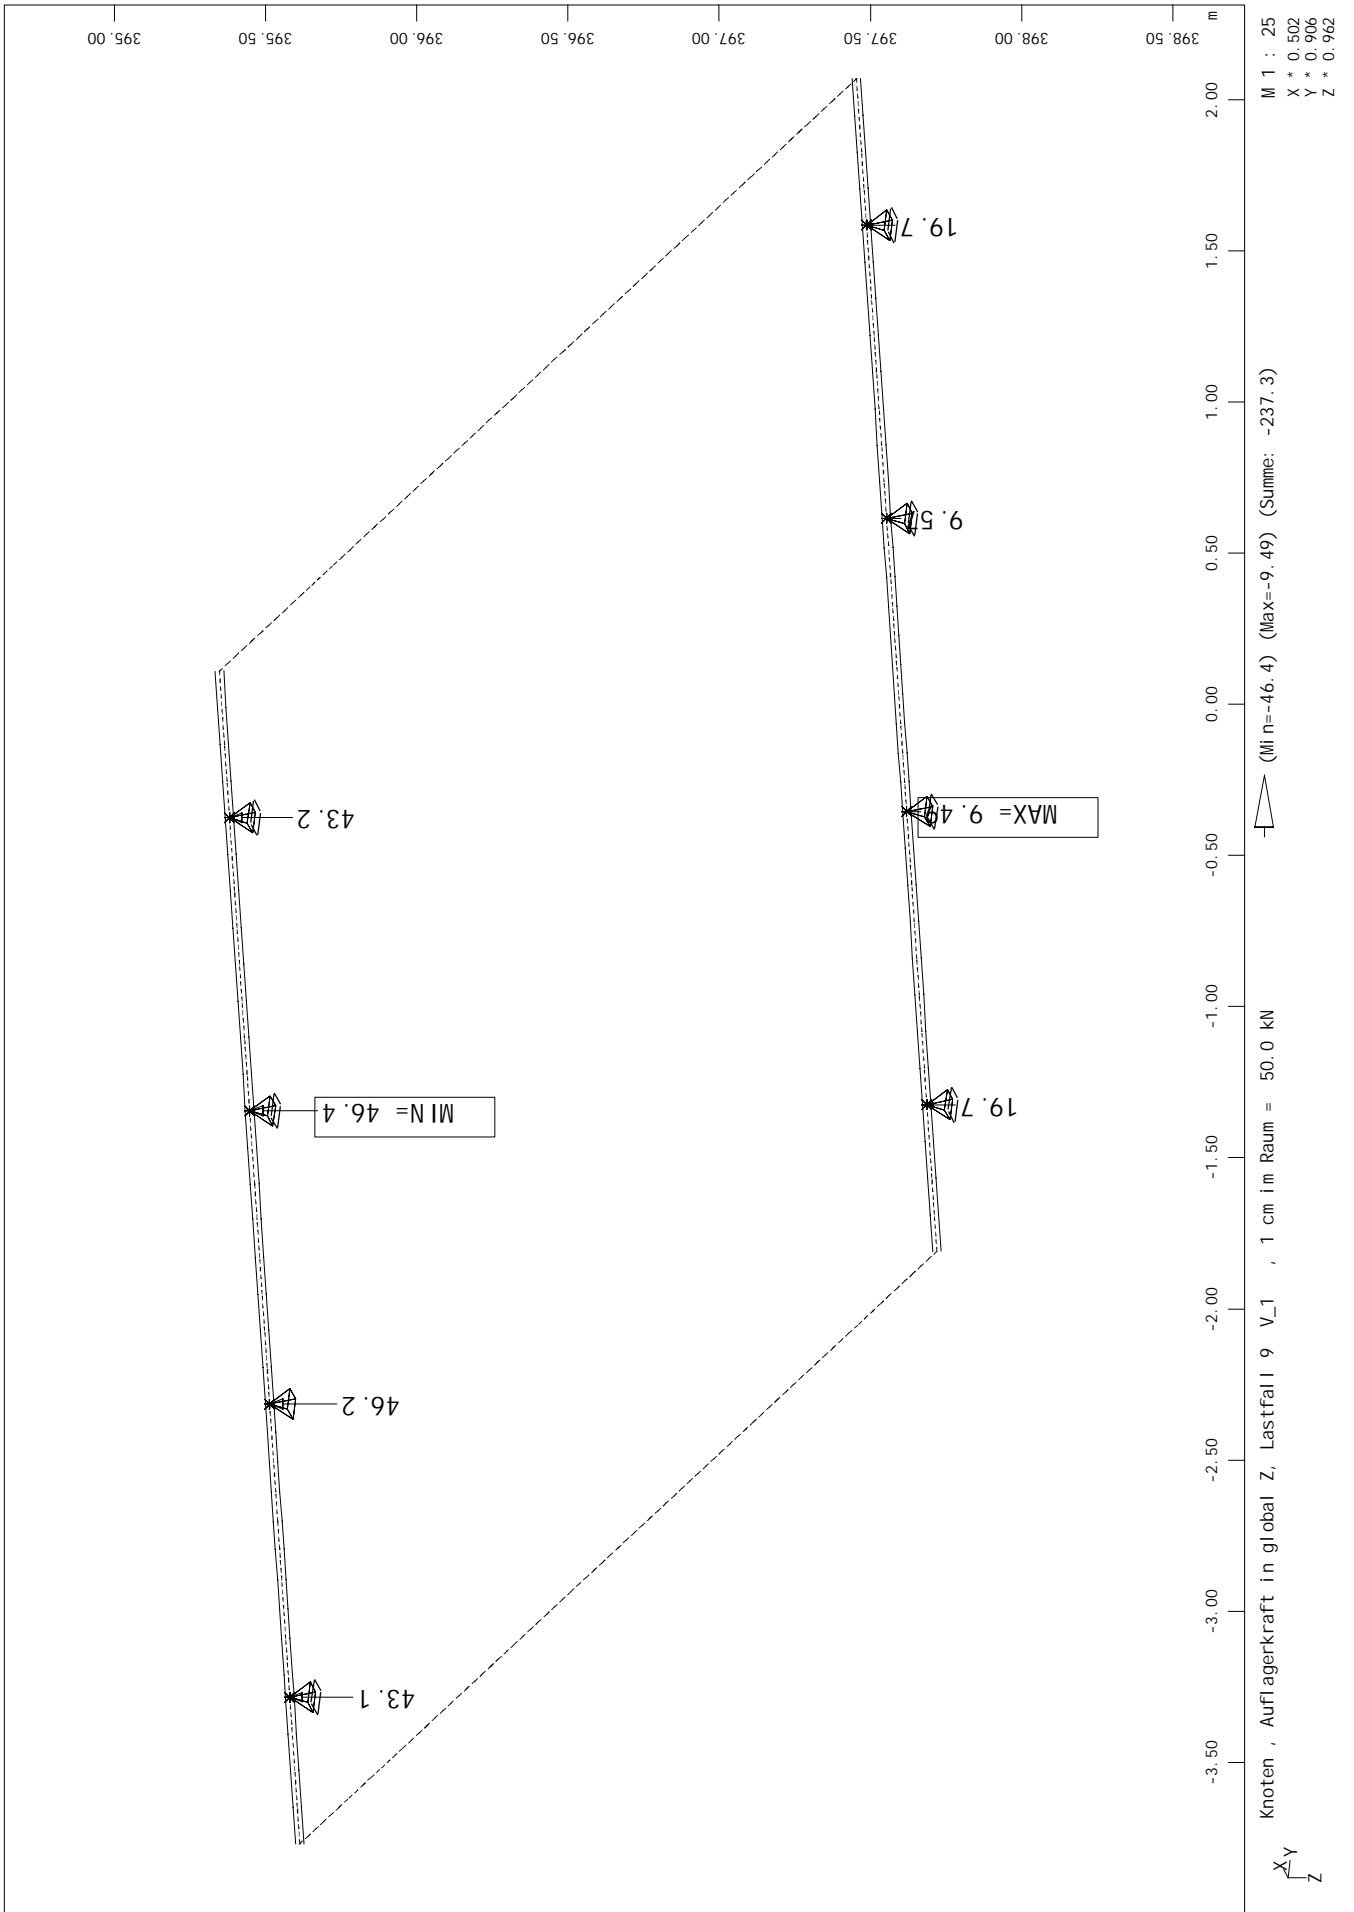 395.00
395.50
396.00
396.50
397.00
397.50
398.00
398.50
m
2.00
1.50
1.00
0.50
0.00
-0.50
-1.00
-1.50
-2.00
-2.50
-3.00
-3.50
19.7
9.57
MAX= 9.49
19.7
43.2
MIN= 46.4
46.2
43.1
Knoten , Auflagerkraft in global Z, Lastfall 9 V_1 , 1 cm im Raum = 50.0 kN (Min=-46.4) (Max=-9.49) (Summe: -237.3)
M 1 : 25
X * 0.502
Y * 0.906
Z * 0.962
X
Y
Z